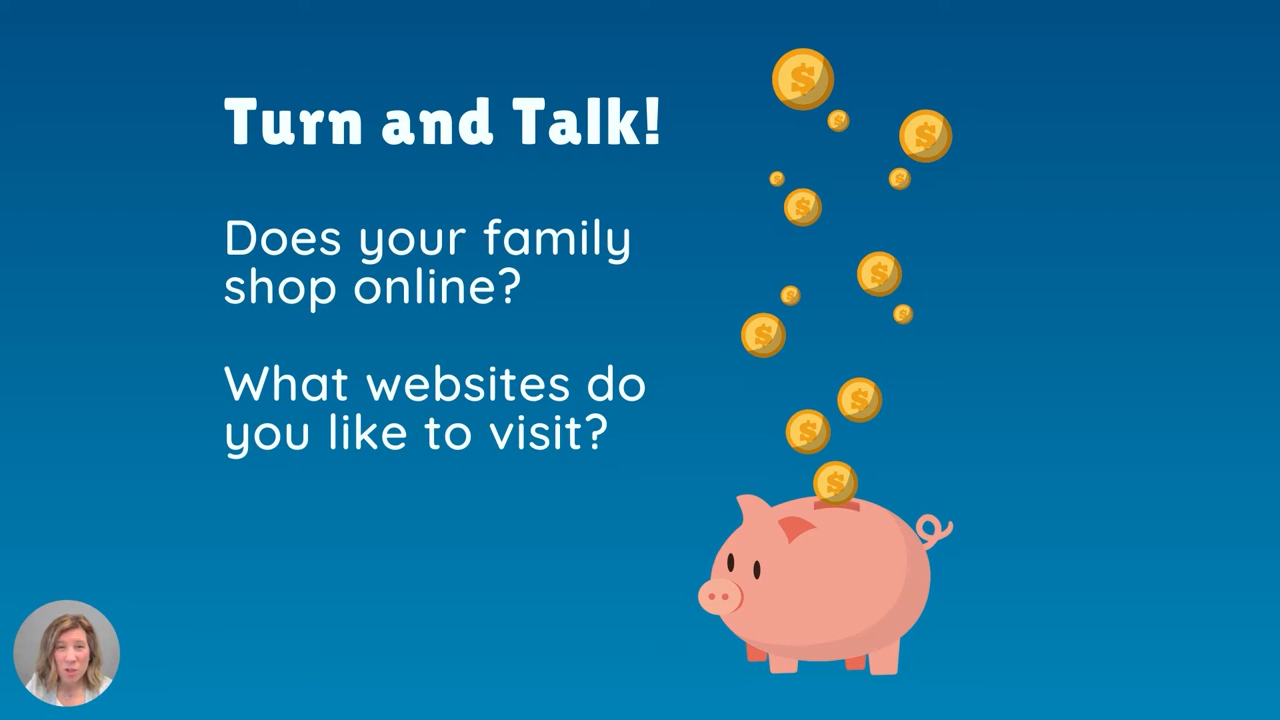 Turn and Talk!
Does your family
shop online?
What websites do
you like to visit?